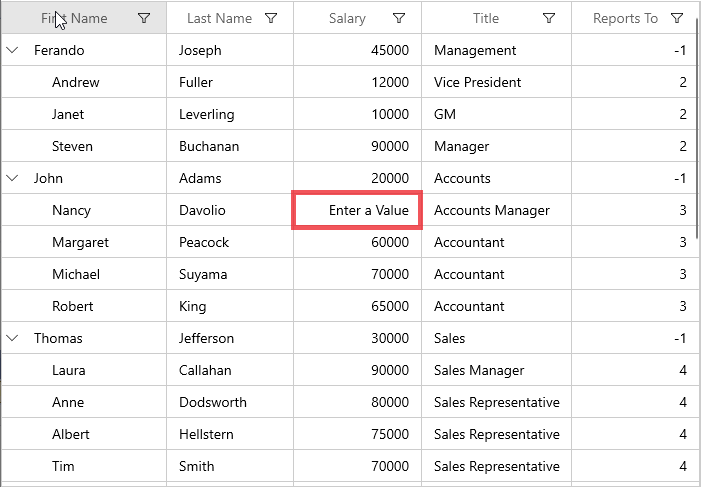 First Name Last Name Salary Title Reports To
Ferando Joseph 45000 Management -1
Andrew Fuller 12000 Vice President 2
Janet Leverling 10000 GM 2
Steven Buchanan 90000 Manager 2
John Adams 20000 Accounts -1
Nancy Davolio Enter a Value Accounts Manager 3
Margaret Peacock 60000 Accountant 3
Michael Suyama 70000 Accountant 3
Robert King 65000 Accountant 3
Thomas Jefferson 30000 Sales -1
Laura Callahan 90000 Sales Manager 4
Anne Dodsworth 80000 Sales Representative 4
Albert Hellstern 75000 Sales Representative 4
Tim Smith 70000 Sales Representative 4